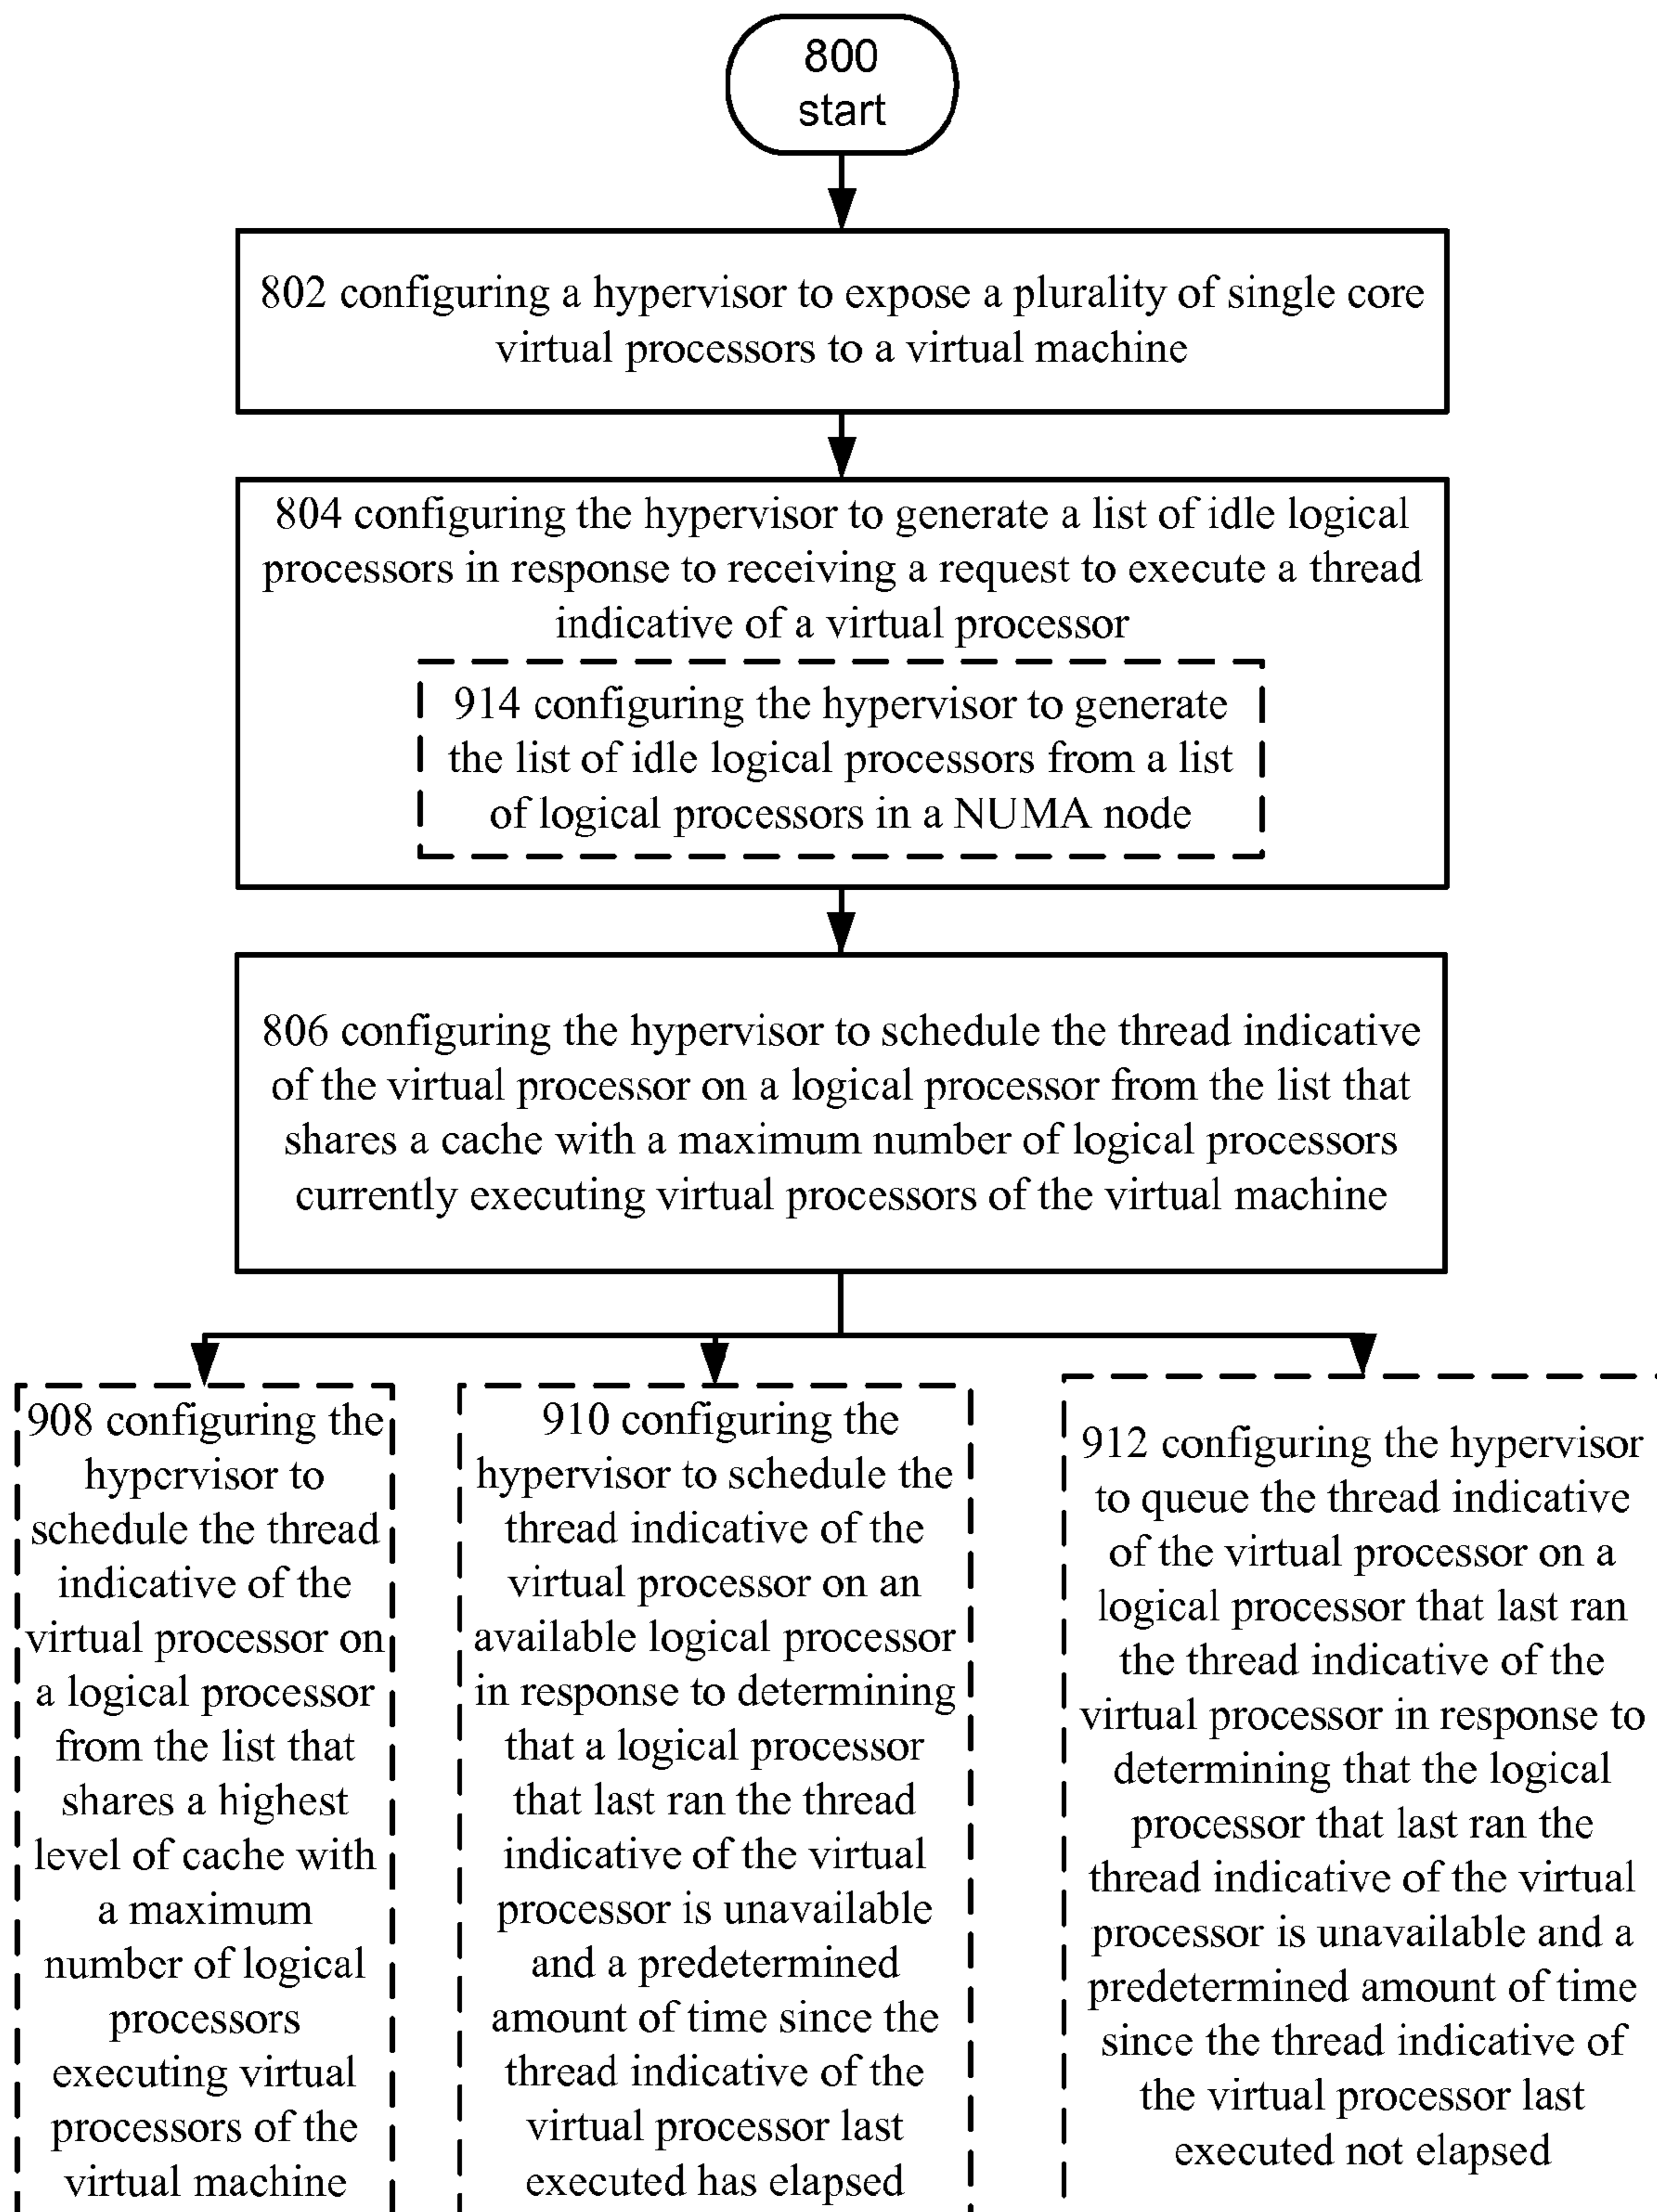 800
start
802 configuring a hypervisor to expose a plurality of single core
virtual processors to a virtual machine
804 configuring the hypervisor to generate a list of idle logical
processors in response to receiving a request to execute a thread
indicative of a virtual processor
914 configuring the hypervisor to generate
the list of idle logical processors from a list
of logical processors in a NUMA node
806 configuring the hypervisor to schedule the thread indicative
of the virtual processor on a logical processor from the list that
shares a cache with a maximum number of logical processors
currently executing virtual processors of the virtual machine
908 configuring the
hypervisor to
schedule the thread
indicative of the
virtual processor on
a logical processor
from the list that
shares a highest
level of cache with
a maximum
number of logical
processors
executing virtual
processors of the
virtual machine
910 configuring the
hypervisor to schedule the
thread indicative of the
virtual processor on an
available logical processor
in response to determining
that a logical processor
that last ran the thread
indicative of the virtual
processor is unavailable
and a predetermined
amount of time since the
thread indicative of the
virtual processor last
executed has elapsed
912 configuring the hypervisor
to queue the thread indicative
of the virtual processor on a
logical processor that last ran
the thread indicative of the
virtual processor in response to
determining that the logical
processor that last ran the
thread indicative of the virtual
processor is unavailable and a
predetermined amount of time
since the thread indicative of
the virtual processor last
executed not elapsed